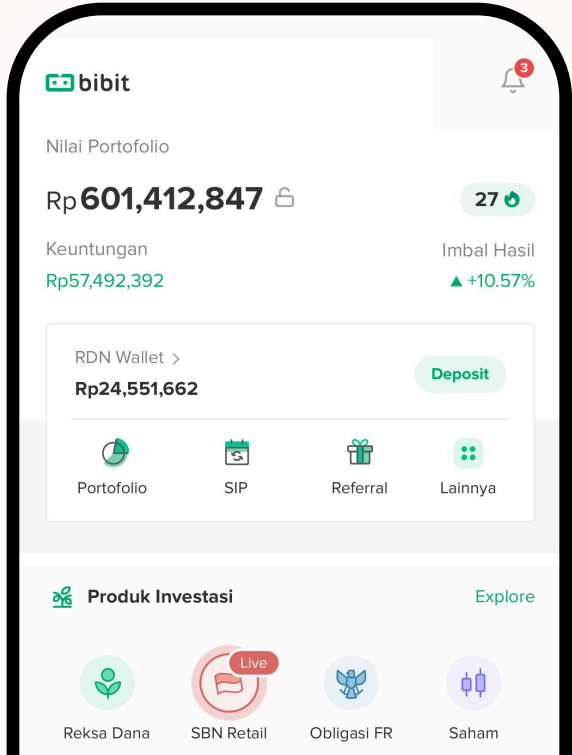 bibit
3
Nilai Portofolio
Rp601,412,847
27
Keuntungan
Imbal Hasil
Rp57,492,392
▲ +10.57%
RDN Wallet >
Rp24,551,662
Deposit
Portofolio
SIP
Referral
Lainnya
Produk Investasi
Explore
Live
Reksa Dana
SBN Retail
Obligasi FR
Saham